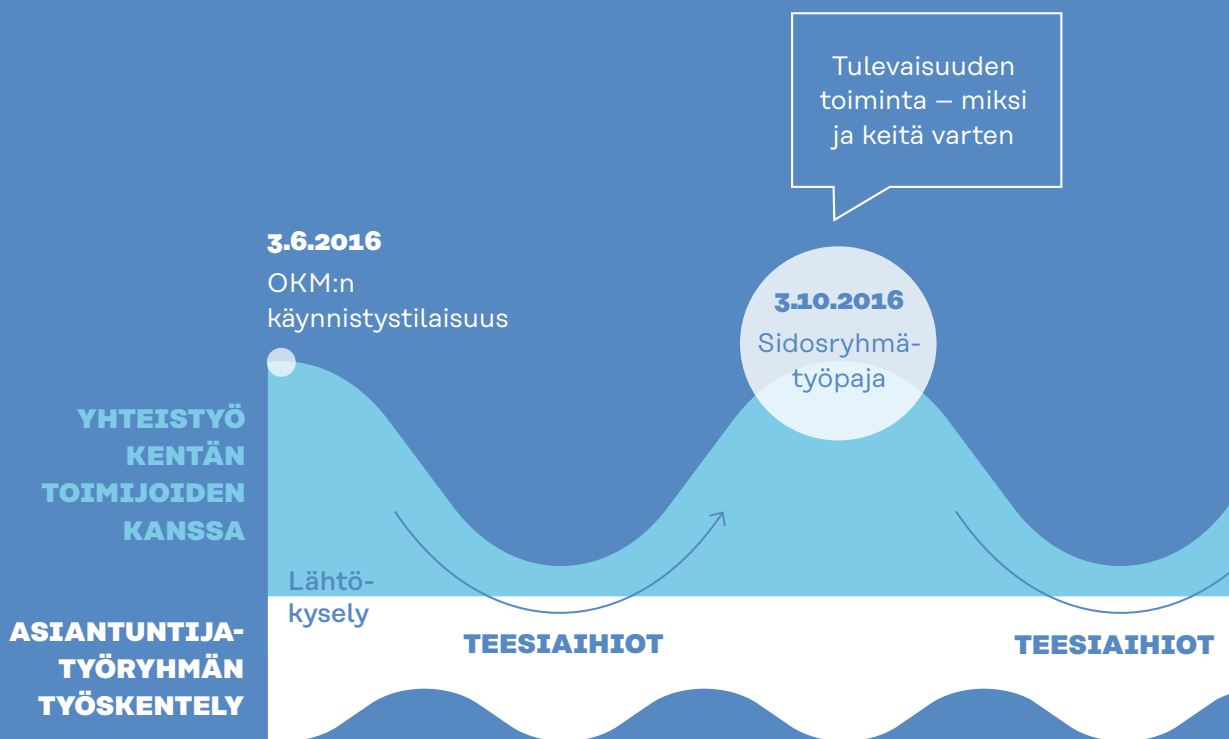 Tulevaisuuden
toiminta – miksi
ja keitä varten
3.6.2016
OKM:n
käynnistystilaisuus
3.10.2016
Sidosryhmä-
työpaja
YHTEISTYÖ
KENTÄN
TOIMIJOIDEN
KANSSA
Lähtö-
kysely
ASIANTUNTIJA-
TYÖRYHMÄN
TYÖSKENTELY
TEESIAIHIOT
TEESIAIHIOT